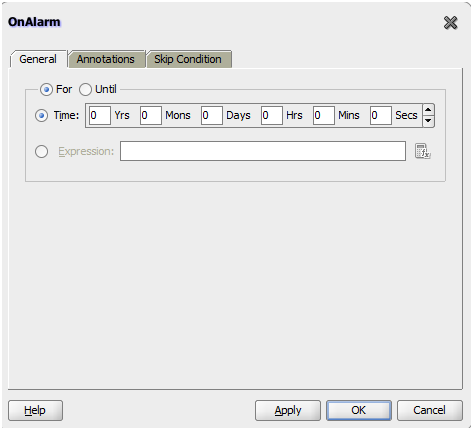 OnAlarm
General Annotations Skip Condition
For Until
Time: 0 Yrs 0 Mons 0 Days 0 Hrs 0 Mins 0 Secs
Expression:
Help Apply OK Cancel